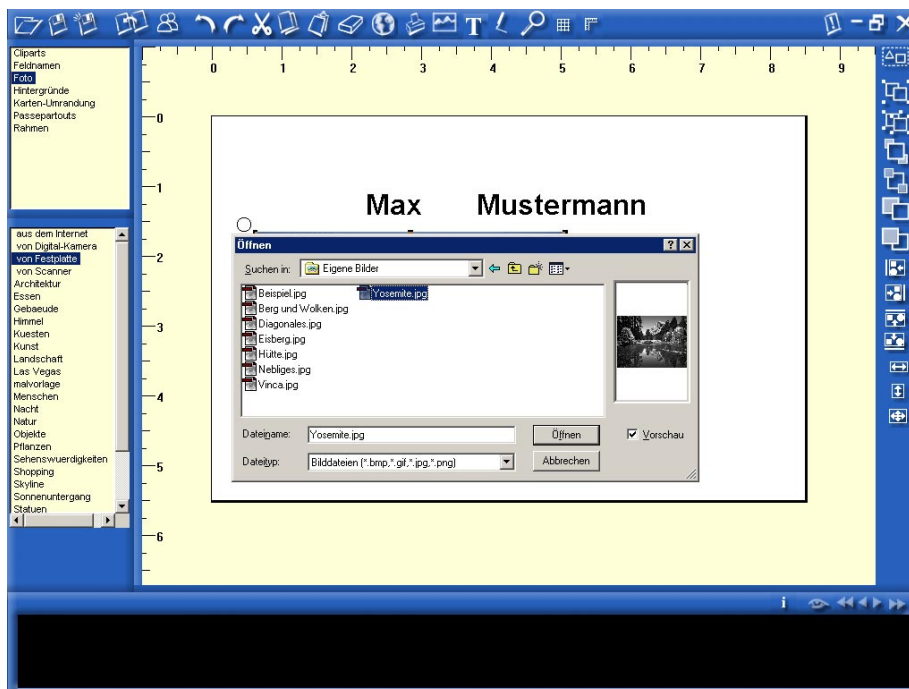 Cliparts
Feldnamen
Foto
Hintergründe
Karten-Umrandung
Passepartouts
Rahmen
aus dem Internet
von Digital-Kamera
von Festplatte
von Scanner
Architektur
Essen
Gebaeude
Himmel
Kuesten
Kunst
Landschaft
Las Vegas
malvorlage
Menschen
Nacht
Natur
Objekte
Pflanzen
Sehenswuerdigkeiten
Shopping
Skyline
Sonnenuntergang
Statuen
0 1 2 3 4 5 6 7 8 9
0
1
2
3
4
5
6
Max Mustermann
Öffnen
Suchen in: Eigene Bilder
Beispiel.jpg Yosemite.jpg
Berg und Wolken.jpg
Diagonales.jpg
Eisberg.jpg
Hütte.jpg
Nebliges.jpg
Vinca.jpg
Dateiname: Yosemite.jpg Öffnen Vorschau
Dateityp: Bilddateien (*.bmp,*.gif,*.jpg,*.png) Abbrechen